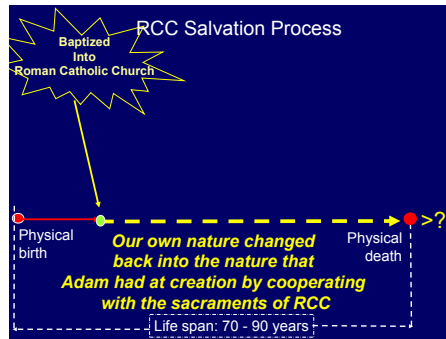 RCC Salvation Process
Baptized
Into
Roman Catholic Church
>?
Physical
birth
Physical
death
Our own nature changed
back into the nature that
Adam had at creation by cooperating
with the sacraments of RCC
Life span: 70 - 90 years